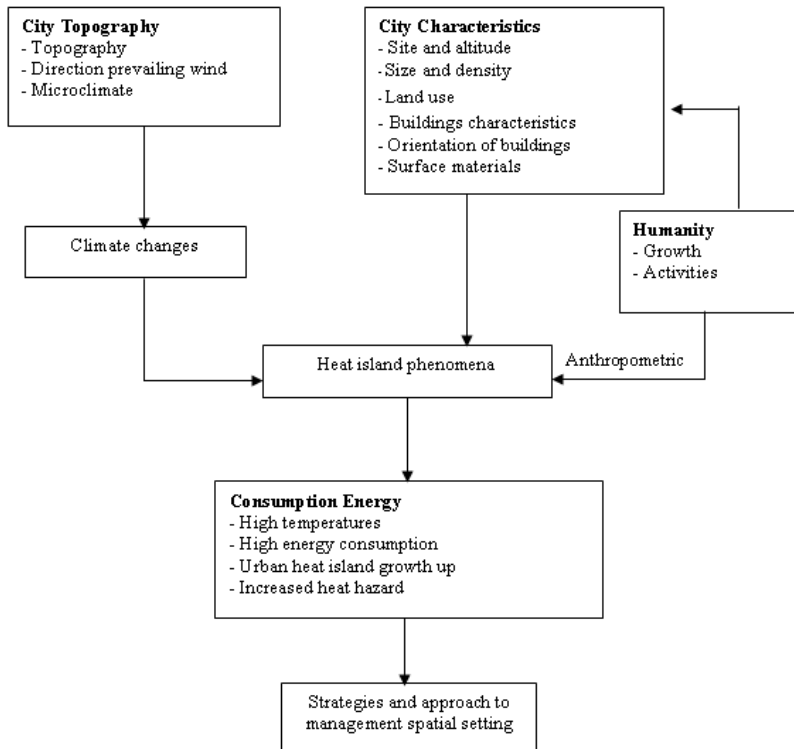 City Topography
- Topography
- Direction prevailing wind
- Microclimate
City Characteristics
- Site and altitude
- Size and density
- Land use
- Buildings characteristics
- Orientation of buildings
- Surface materials
Climate changes
Humanity
- Growth
- Activities
Heat island phenomena
Anthropometric
Consumption Energy
- High temperatures
- High energy consumption
- Urban heat island growth up
- Increased heat hazard
Strategies and approach to
management spatial setting